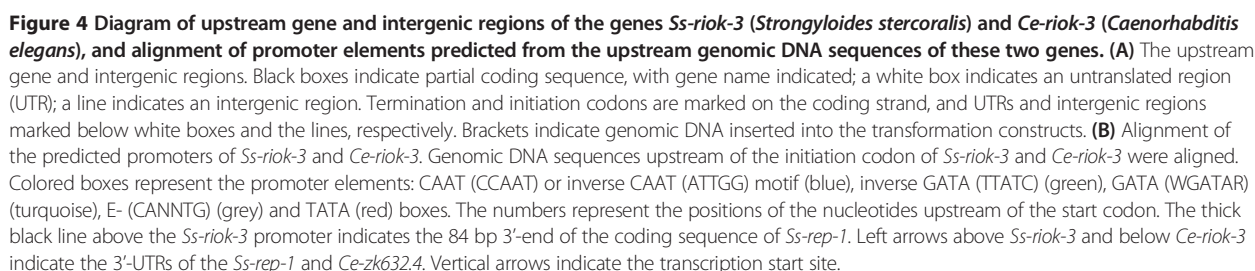 Figure 4 Diagram of upstream gene and intergenic regions of the genes Ss-riok-3 (Strongyloides stercoralis) and Ce-riok-3 (Caenorhabditis
elegans), and alignment of promoter elements predicted from the upstream genomic DNA sequences of these two genes. (A) The upstream
gene and intergenic regions. Black boxes indicate partial coding sequence, with gene name indicated; a white box indicates an untranslated region
(UTR); a line indicates an intergenic region. Termination and initiation codons are marked on the coding strand, and UTRs and intergenic regions
marked below white boxes and the lines, respectively. Brackets indicate genomic DNA inserted into the transformation constructs. (B) Alignment of
the predicted promoters of Ss-riok-3 and Ce-riok-3. Genomic DNA sequences upstream of the initiation codon of Ss-riok-3 and Ce-riok-3 were aligned.
Colored boxes represent the promoter elements: CAAT (CCAAT) or inverse CAAT (ATTGG) motif (blue), inverse GATA (TTATC) (green), GATA (WGATAR)
(turquoise), E- (CANNTG) (grey) and TATA (red) boxes. The numbers represent the positions of the nucleotides upstream of the start codon. The thick
black line above the Ss-riok-3 promoter indicates the 84 bp 3’-end of the coding sequence of Ss-rep-1. Left arrows above Ss-riok-3 and below Ce-riok-3
indicate the 3’-UTRs of the Ss-rep-1 and Ce-zk632.4. Vertical arrows indicate the transcription start site.